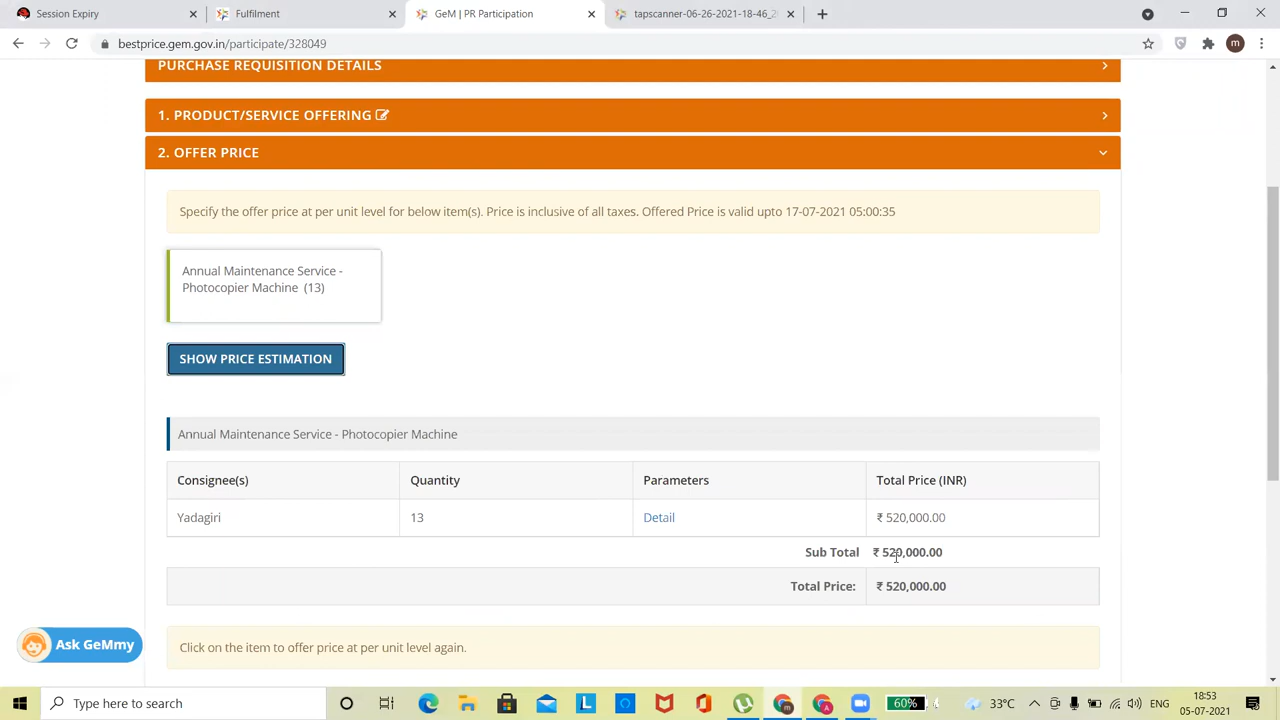 Session Expiry
Fulfilment
GeM | PR Participation
tapscanner-06-26-2021-18-46_2
bestprice.gem.gov.in/participate/328049
m
PURCHASE REQUISITION DETAILS
1. PRODUCT/SERVICE OFFERING
2. OFFER PRICE
Specify the offer price at per unit level for below item(s). Price is inclusive of all taxes. Offered Price is valid upto 17-07-2021 05:00:35
Annual Maintenance Service -
Photocopier Machine (13)
SHOW PRICE ESTIMATION
Annual Maintenance Service - Photocopier Machine
Consignee(s) Quantity Parameters Total Price (INR)
Yadagiri 13 Detail ₹ 520,000.00
Sub Total ₹ 520,000.00
Total Price: ₹ 520,000.00
Ask GeMmy
Click on the item to offer price at per unit level again.
Type here to search
60%
33°C
18:53
05-07-2021